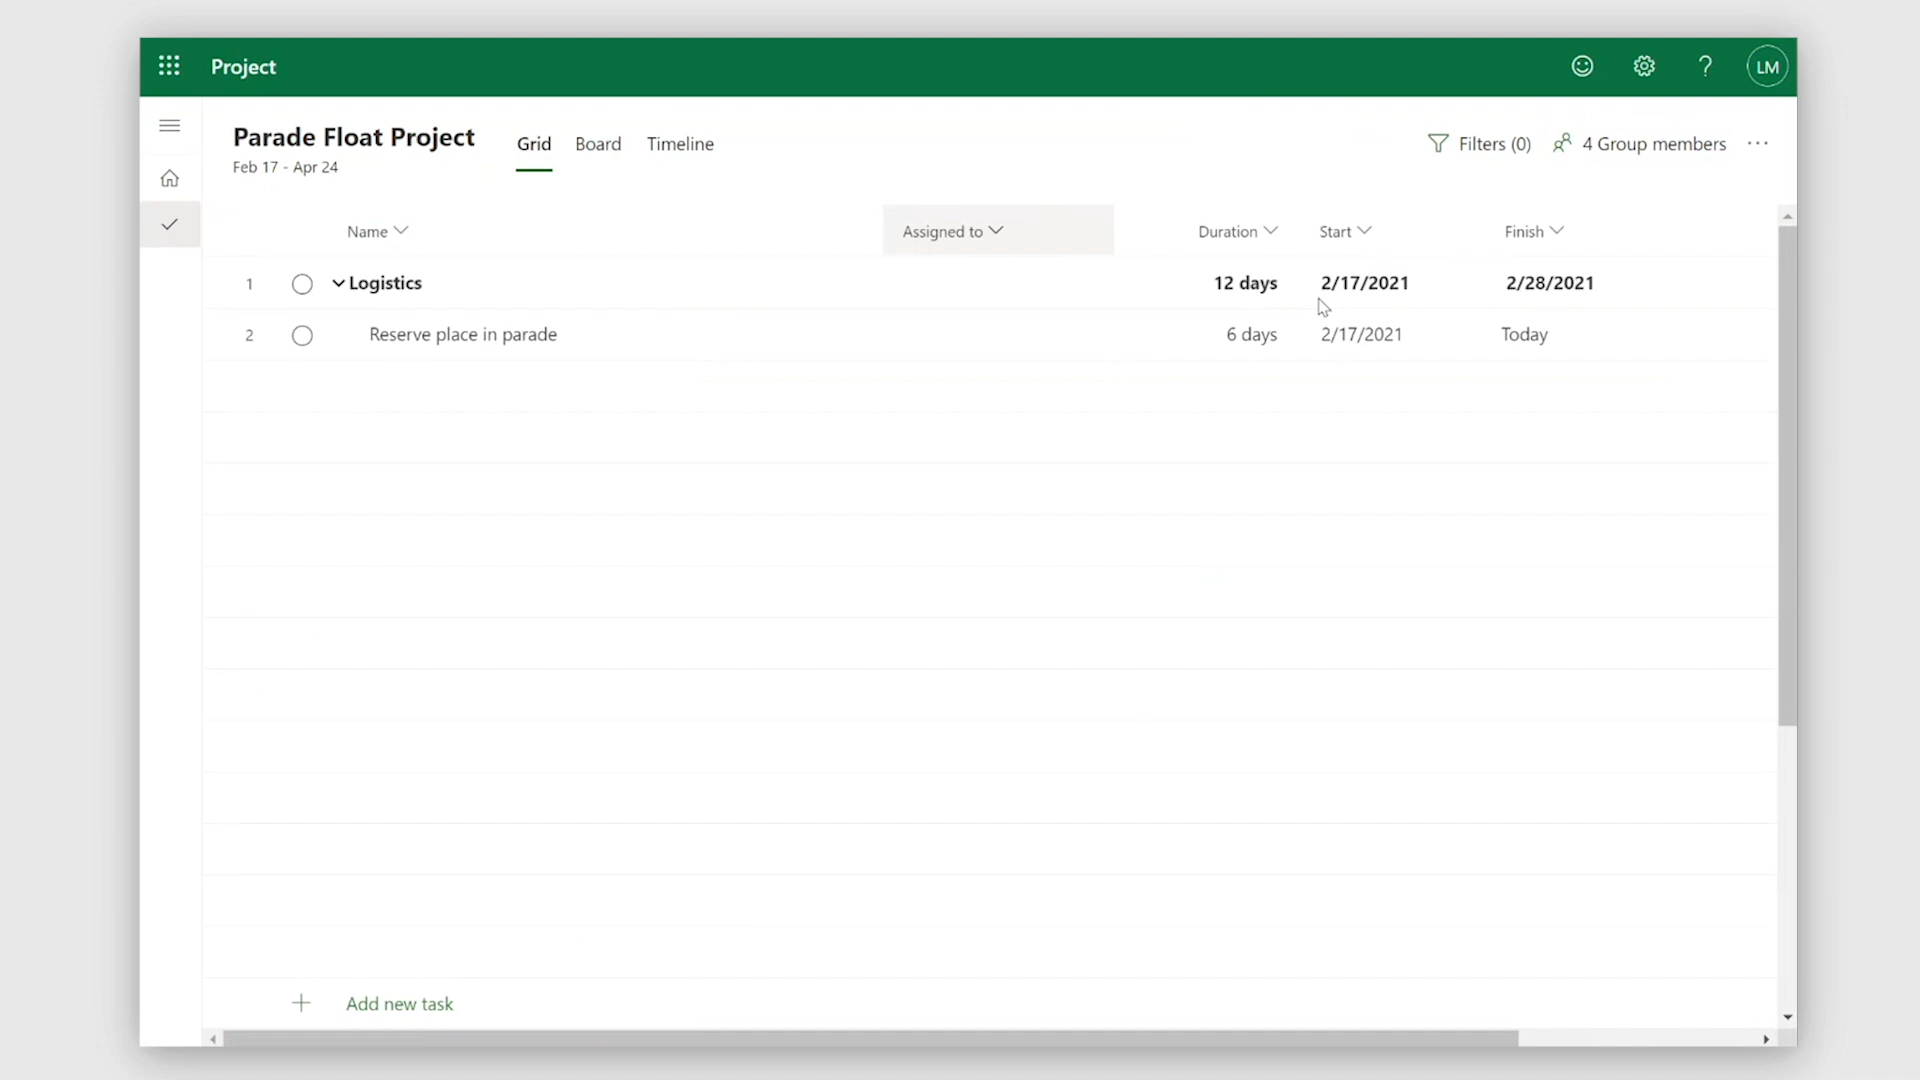 Project
LM
Parade Float Project
Feb 17 - Apr 24
Grid Board Timeline
Filters (0) 4 Group members
Name Assigned to Duration Start Finish
1 Logistics 12 days 2/17/2021 2/28/2021
2 Reserve place in parade 6 days 2/17/2021 Today
Add new task